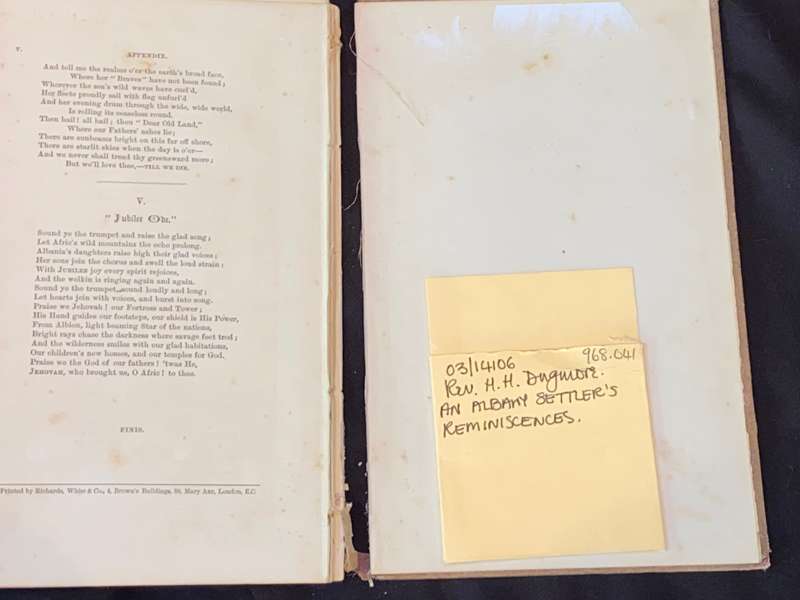 V.
APPENDIX.
And tell me the realms o'er the earth's broad face,
Where her "Braves" have not been found;
Wherever the sea's wild waves have curl'd,
Her fleets proudly sail with flag unfurl'd
And her evening drum through the wide, wide world,
Is rolling its ceaseless round.
Then hail! all hail; thou "Dear Old Land,"
Where our Fathers' ashes lie;
There are sunbeams bright on this far off shore,
There are starlit skies when the day is o'er—
And we never shall tread thy greensward more;
But we'll love thee,—TILL WE DIE.
V.
"Jubilee Ode."
Sound ye the trumpet and raise the glad song;
Let Afric's wild mountains the echo prolong.
Albania's daughters raise high their glad voices;
Her sons join the chorus and swell the loud strain:
With JUBILEE joy every spirit rejoices,
And the welkin is ringing again and again.
Sound ye the trumpet, sound loudly and long;
Let hearts join with voices, and burst into song.
Praise we Jehovah! our Fortress and Tower;
His Hand guides our footsteps, our shield is His Power,
From Albion, light beaming Star of the nations,
Bright rays chase the darkness where savage feet trod;
And the wilderness smiles with our glad habitations,
Our children's new homes, and our temples for God.
Praise we the God of our fathers! 'twas He,
JEHOVAH, who brought us, O Afric! to thee.
FINIS.
Printed by Richards, White & Co., 4, Brown's Buildings, St. Mary Axe, London, E.C
03/14106 968.041
Rev. H.H. Dugmore.
AN ALBANY SETTLER'S
REMINISCENCES.